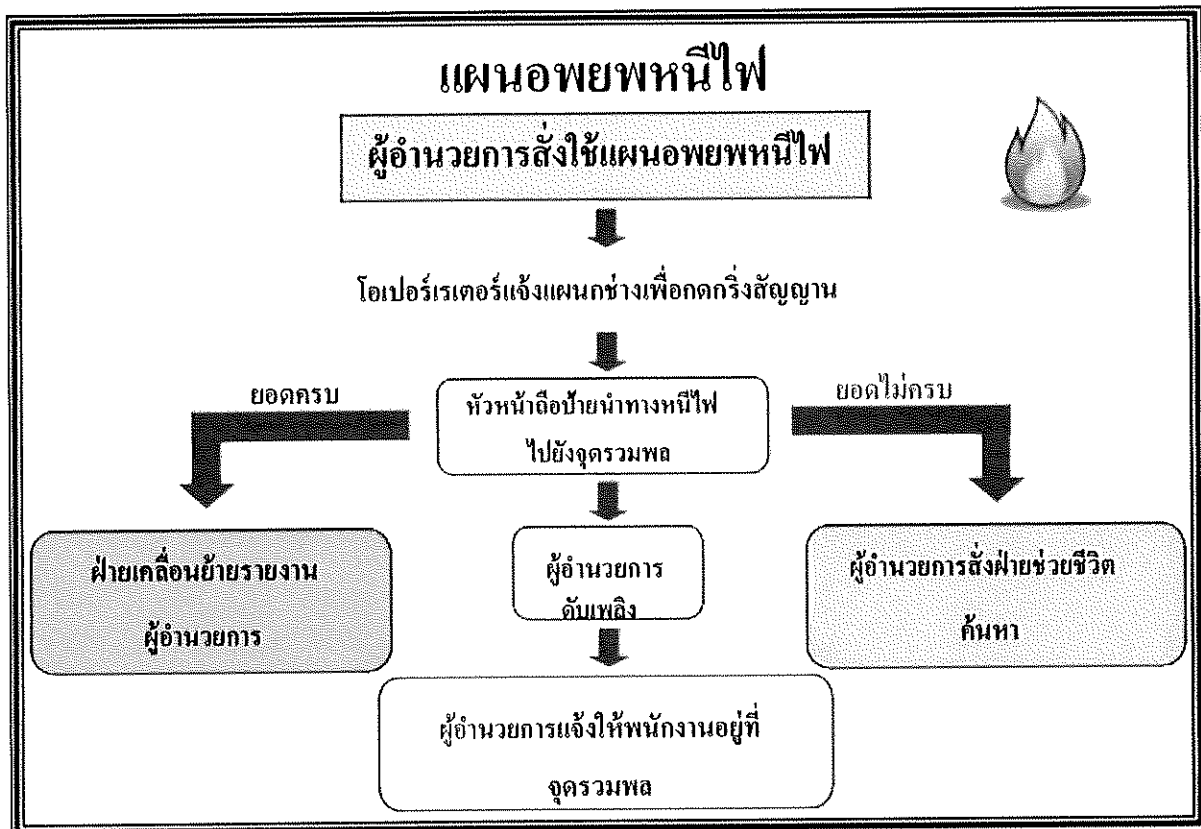 แผนอพยพหนีไฟ
ผู้อำนวยการสั่งใช้แผนอพยพหนีไฟ
โอเปอร์เรเตอร์แจ้งแผนกช่างเพื่อกดกริ่งสัญญาน
ยอดครบ
หัวหน้าถือป้ายนำทางหนีไฟ
ไปยังจุดรวมพล
ยอดไม่ครบ
ฝ่ายเคลื่อนย้ายรายงาน
ผู้อำนวยการ
ผู้อำนวยการ
ดับเพลิง
ผู้อำนวยการสั่งฝ่ายช่วยชีวิต
ค้นหา
ผู้อำนวยการแจ้งให้พนักงานอยู่ที่
จุดรวมพล